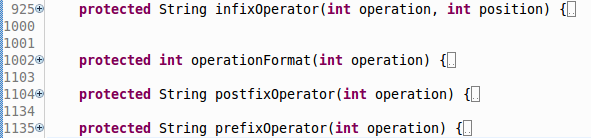 925 protected String infixOperator(int operation, int position) {..
1000
1001
1002 protected int operationFormat(int operation) {..
1103
1104 protected String postfixOperator(int operation) {..
1134
1135 protected String prefixOperator(int operation) {..